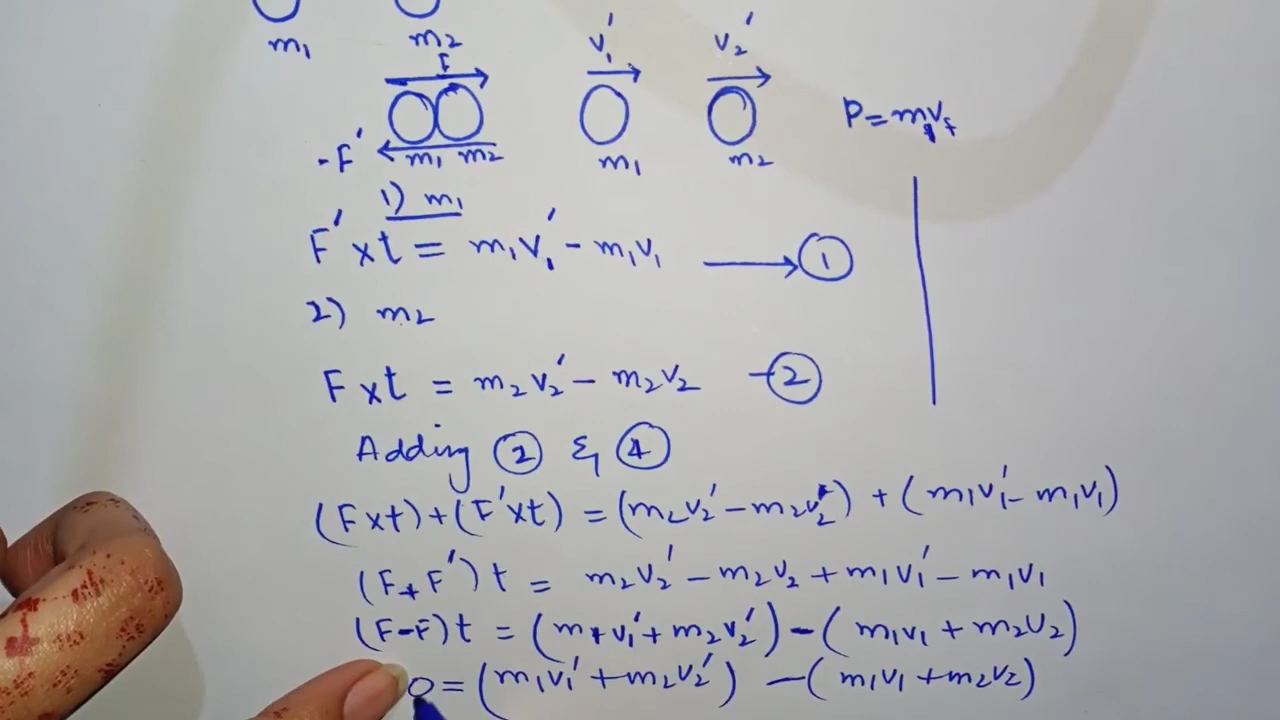 m₁ m₂
F v₁' v₂'
P = mv_f
-F' m₁ m₂ m₁ m₂
1) m₁
F' × t = m₁v₁' - m₁v₁ → ①
2) m₂
F × t = m₂v₂' - m₂v₂ - ②
Adding ② & ④
(F×t) + (F'×t) = (m₂v₂' - m₂v₂) + (m₁v₁' - m₁v₁)
(F + F')t = m₂v₂' - m₂v₂ + m₁v₁' - m₁v₁
(F-F)t = (m₁v₁' + m₂v₂') - (m₁v₁ + m₂v₂)
0 = (m₁v₁' + m₂v₂') - (m₁v₁ + m₂v₂)